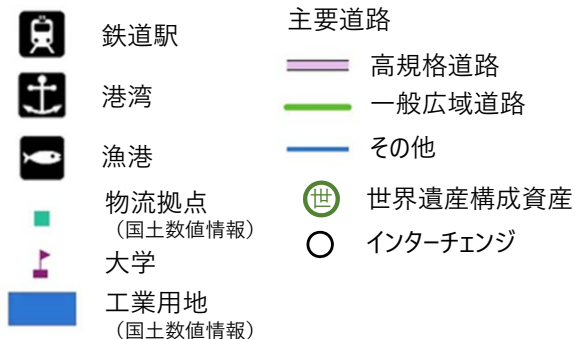 鉄道駅
港湾
漁港
物流拠点
（国土数値情報）
大学
工業用地
（国土数値情報）
主要道路
高規格道路
一般広域道路
その他
世 世界遺産構成資産
インターチェンジ